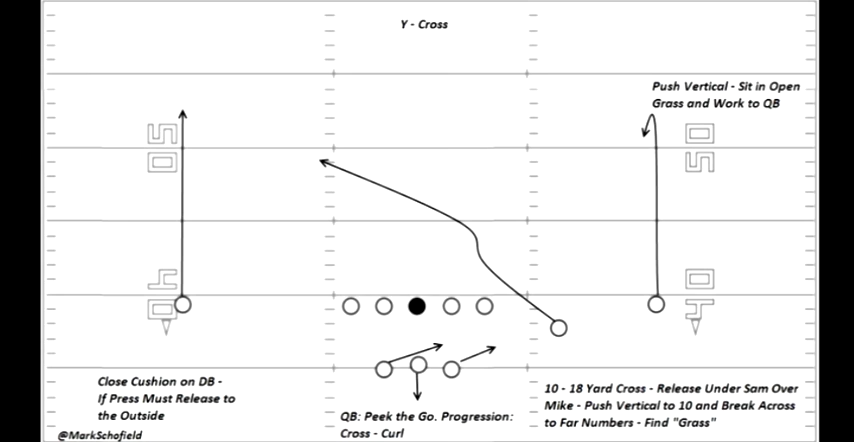 Y - Cross
Push Vertical - Sit in Open
Grass and Work to QB
50
50
40
40
Close Cushion on DB -
If Press Must Release to
the Outside
QB: Peek the Go. Progression:
Cross - Curl
10 - 18 Yard Cross - Release Under Sam Over
Mike - Push Vertical to 10 and Break Across
to Far Numbers - Find "Grass"
@MarkSchofield